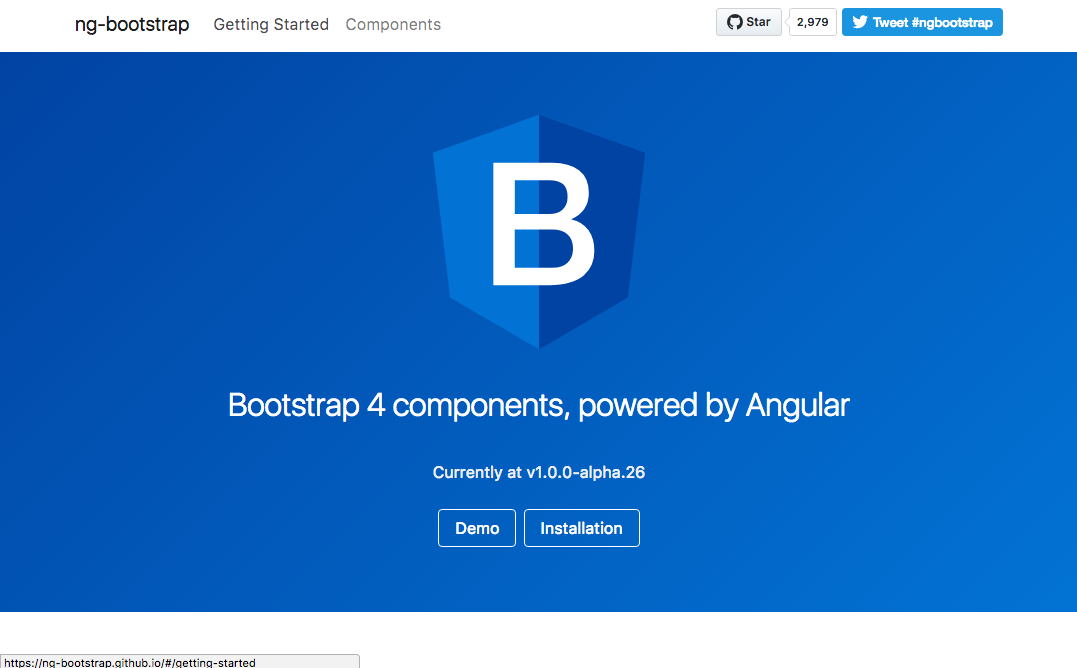 ng-bootstrap Getting Started Components Star 2,979 Tweet #ngbootstrap
B
Bootstrap 4 components, powered by Angular
Currently at v1.0.0-alpha.26
Demo Installation
https://ng-bootstrap.github.io/#/getting-started